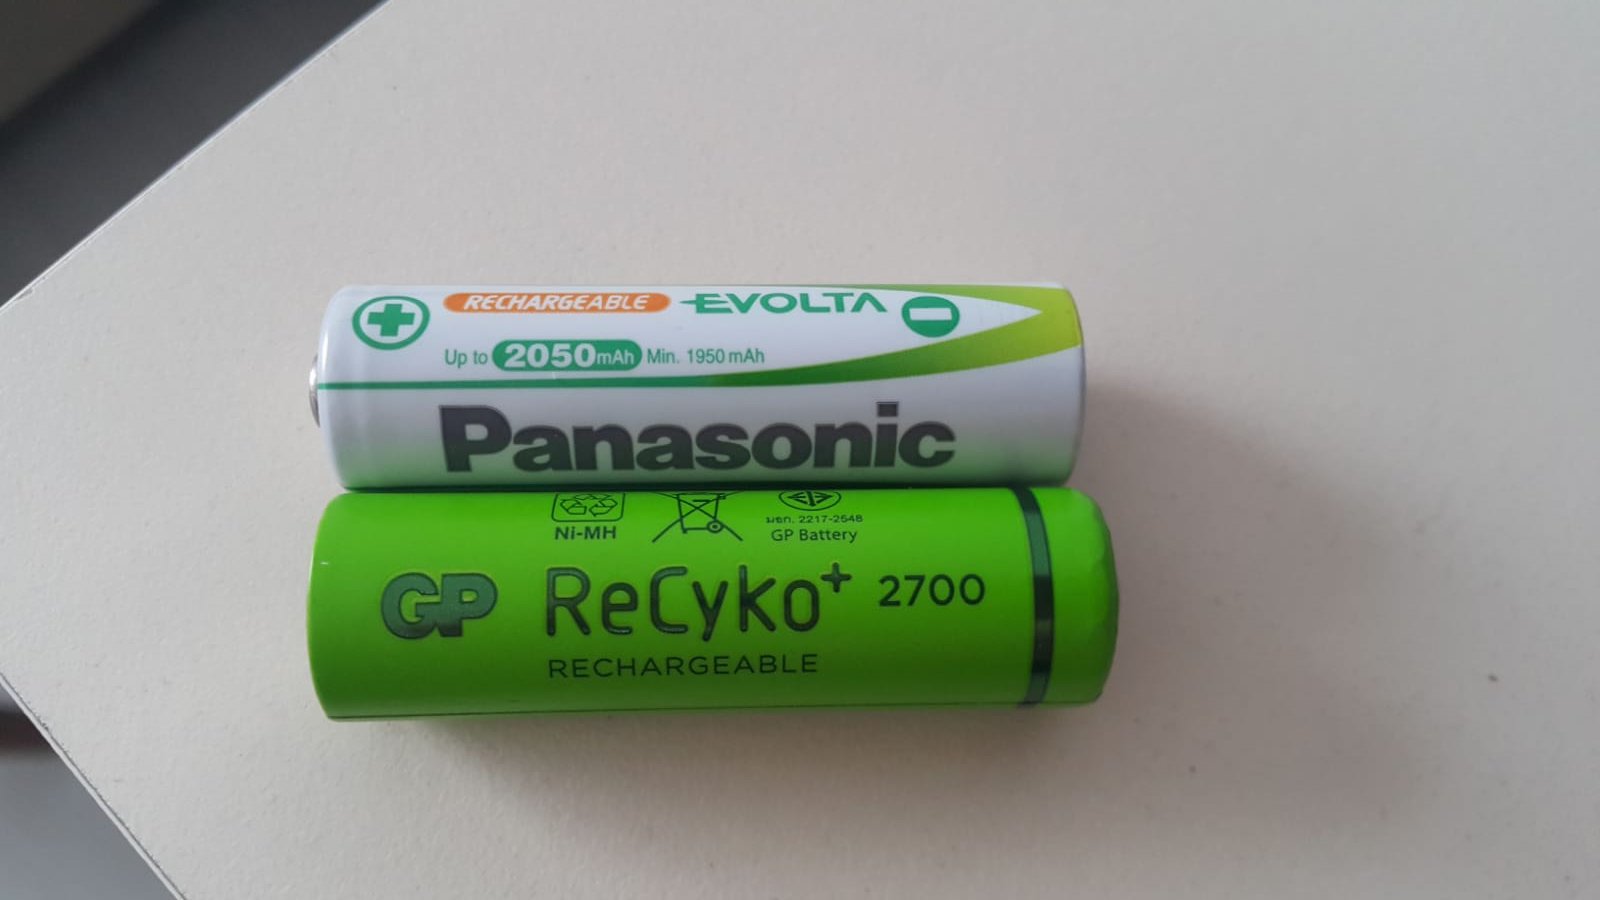 RECHARGEABLE EVOLTA
Up to 2050mAh Min. 1950 mAh
Panasonic
Ni-MH
มอก. 2217-2548
GP Battery
GP ReCyko+ 2700
RECHARGEABLE